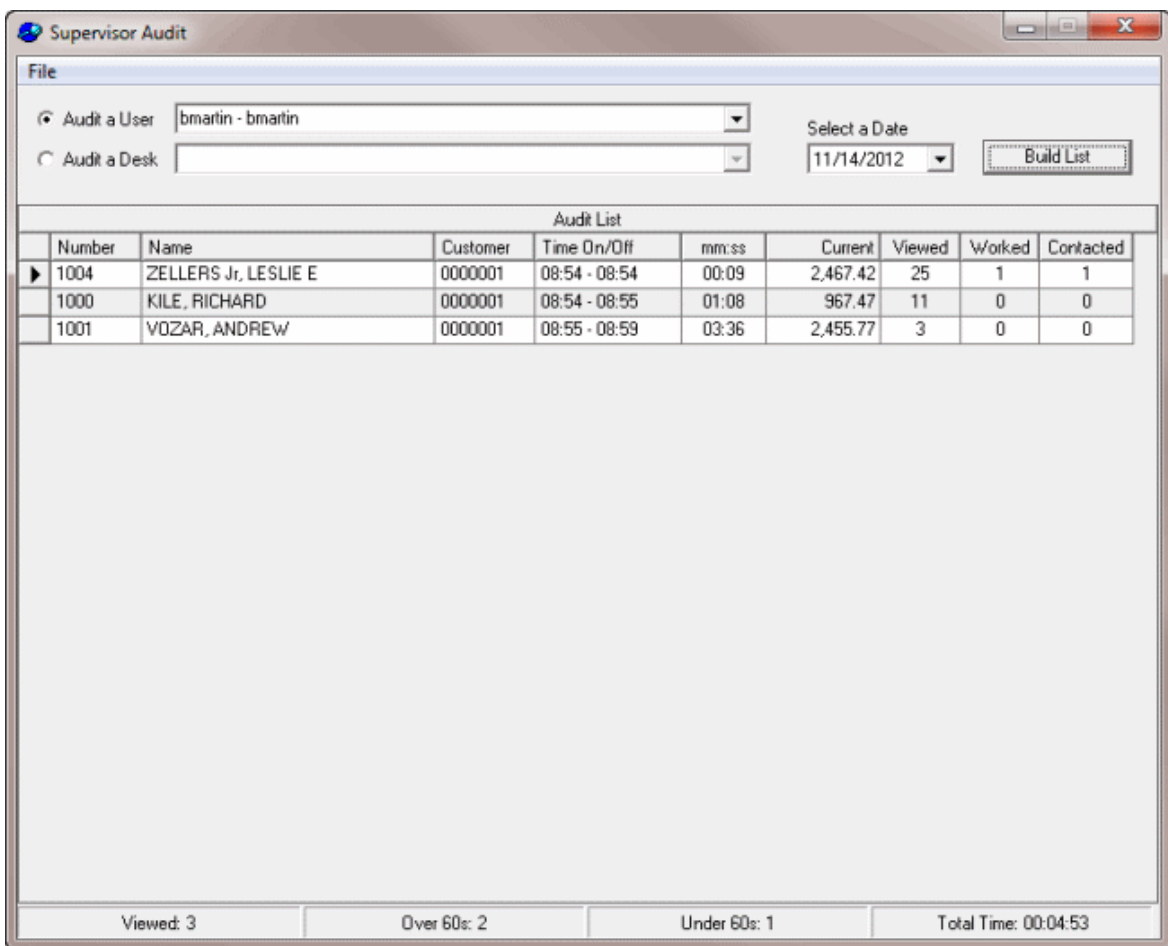 Supervisor Audit
File
Audit a User bmartin - bmartin
Select a Date
Audit a Desk 11/14/2012 Build List
Audit List
Number Name Customer Time On/Off mm:ss Current Viewed Worked Contacted
1004 ZELLERS Jr, LESLIE E 0000001 08:54 - 08:54 00:09 2,467.42 25 1 1
1000 KILE, RICHARD 0000001 08:54 - 08:55 01:08 967.47 11 0 0
1001 VOZAR, ANDREW 0000001 08:55 - 08:59 03:36 2,455.77 3 0 0
Viewed: 3 Over 60s: 2 Under 60s: 1 Total Time: 00:04:53